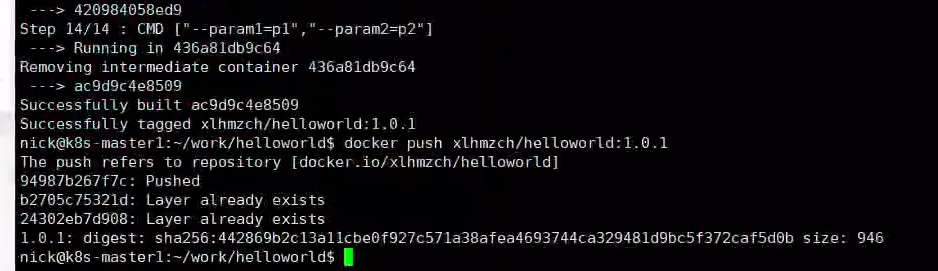 ---> 420984058ed9
Step 14/14 : CMD ["--param1=p1","--param2=p2"]
---> Running in 436a81db9c64
Removing intermediate container 436a81db9c64
---> ac9d9c4e8509
Successfully built ac9d9c4e8509
Successfully tagged xlhmzch/helloworld:1.0.1
nick@k8s-master1:~/work/helloworld$ docker push xlhmzch/helloworld:1.0.1
The push refers to repository [docker.io/xlhmzch/helloworld]
94987b267f7c: Pushed
b2705c75321d: Layer already exists
24302eb7d908: Layer already exists
1.0.1: digest: sha256:442869b2c13a11cbe0f927c571a38afea4693744ca329481d9bc5f372caf5d0b size: 946
nick@k8s-master1:~/work/helloworld$